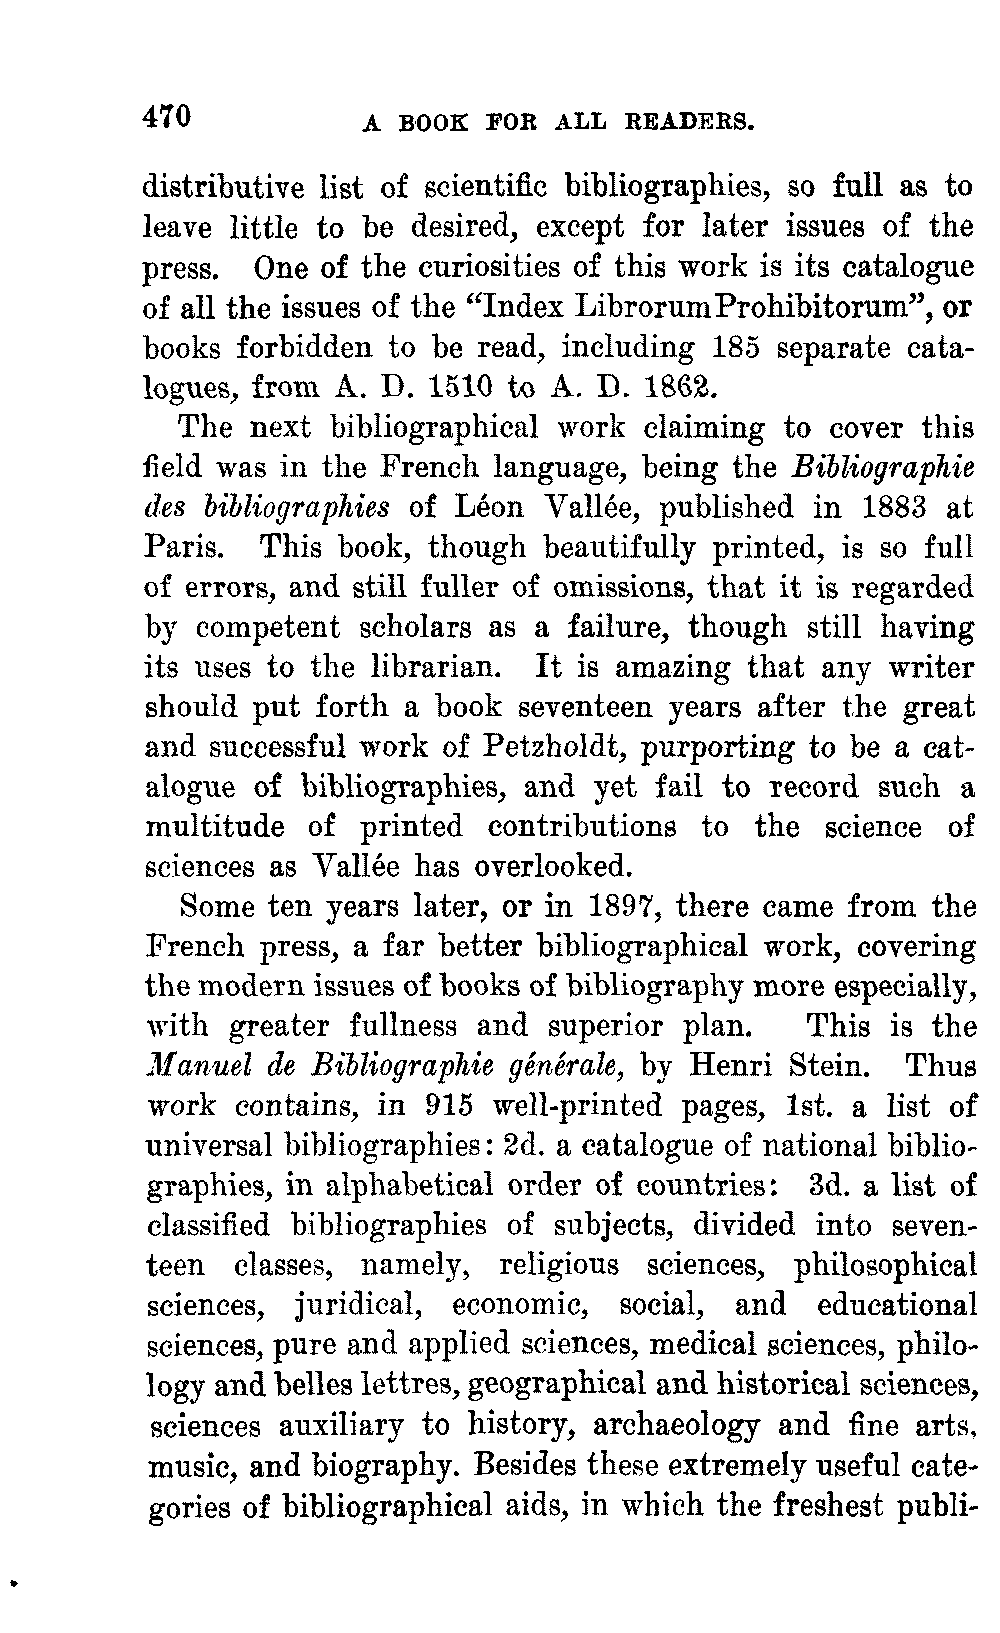 470 A BOOK FOR ALL READERS.
distributive list of scientific bibliographies, so full as to
leave little to be desired, except for later issues of the
press. One of the curiosities of this work is its catalogue
of all the issues of the “Index Librorum Prohibitorum”, or
books forbidden to be read, including 185 separate cata-
logues, from A. D. 1510 to A. D. 1862.
The next bibliographical work claiming to cover this
field was in the French language, being the Bibliographie
des bibliographies of Léon Vallée, published in 1883 at
Paris. This book, though beautifully printed, is so full
of errors, and still fuller of omissions, that it is regarded
by competent scholars as a failure, though still having
its uses to the librarian. It is amazing that any writer
should put forth a book seventeen years after the great
and successful work of Petzholdt, purporting to be a cat-
alogue of bibliographies, and yet fail to record such a
multitude of printed contributions to the science of
sciences as Vallée has overlooked.
Some ten years later, or in 1897, there came from the
French press, a far better bibliographical work, covering
the modern issues of books of bibliography more especially,
with greater fullness and superior plan. This is the
Manuel de Bibliographie générale, by Henri Stein. Thus
work contains, in 915 well-printed pages, 1st. a list of
universal bibliographies: 2d. a catalogue of national biblio-
graphies, in alphabetical order of countries: 3d. a list of
classified bibliographies of subjects, divided into seven-
teen classes, namely, religious sciences, philosophical
sciences, juridical, economic, social, and educational
sciences, pure and applied sciences, medical sciences, philo-
logy and belles lettres, geographical and historical sciences,
sciences auxiliary to history, archaeology and fine arts,
music, and biography. Besides these extremely useful cate-
gories of bibliographical aids, in which the freshest publi-